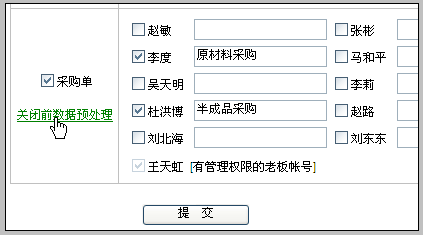 采购单
关闭前数据预处理
赵敏 张彬
李度 原材料采购 马和平
吴天明 李莉
杜洪博 半成品采购 赵路
刘北海 刘东东
王天虹 [有管理权限的老板帐号]
提 交